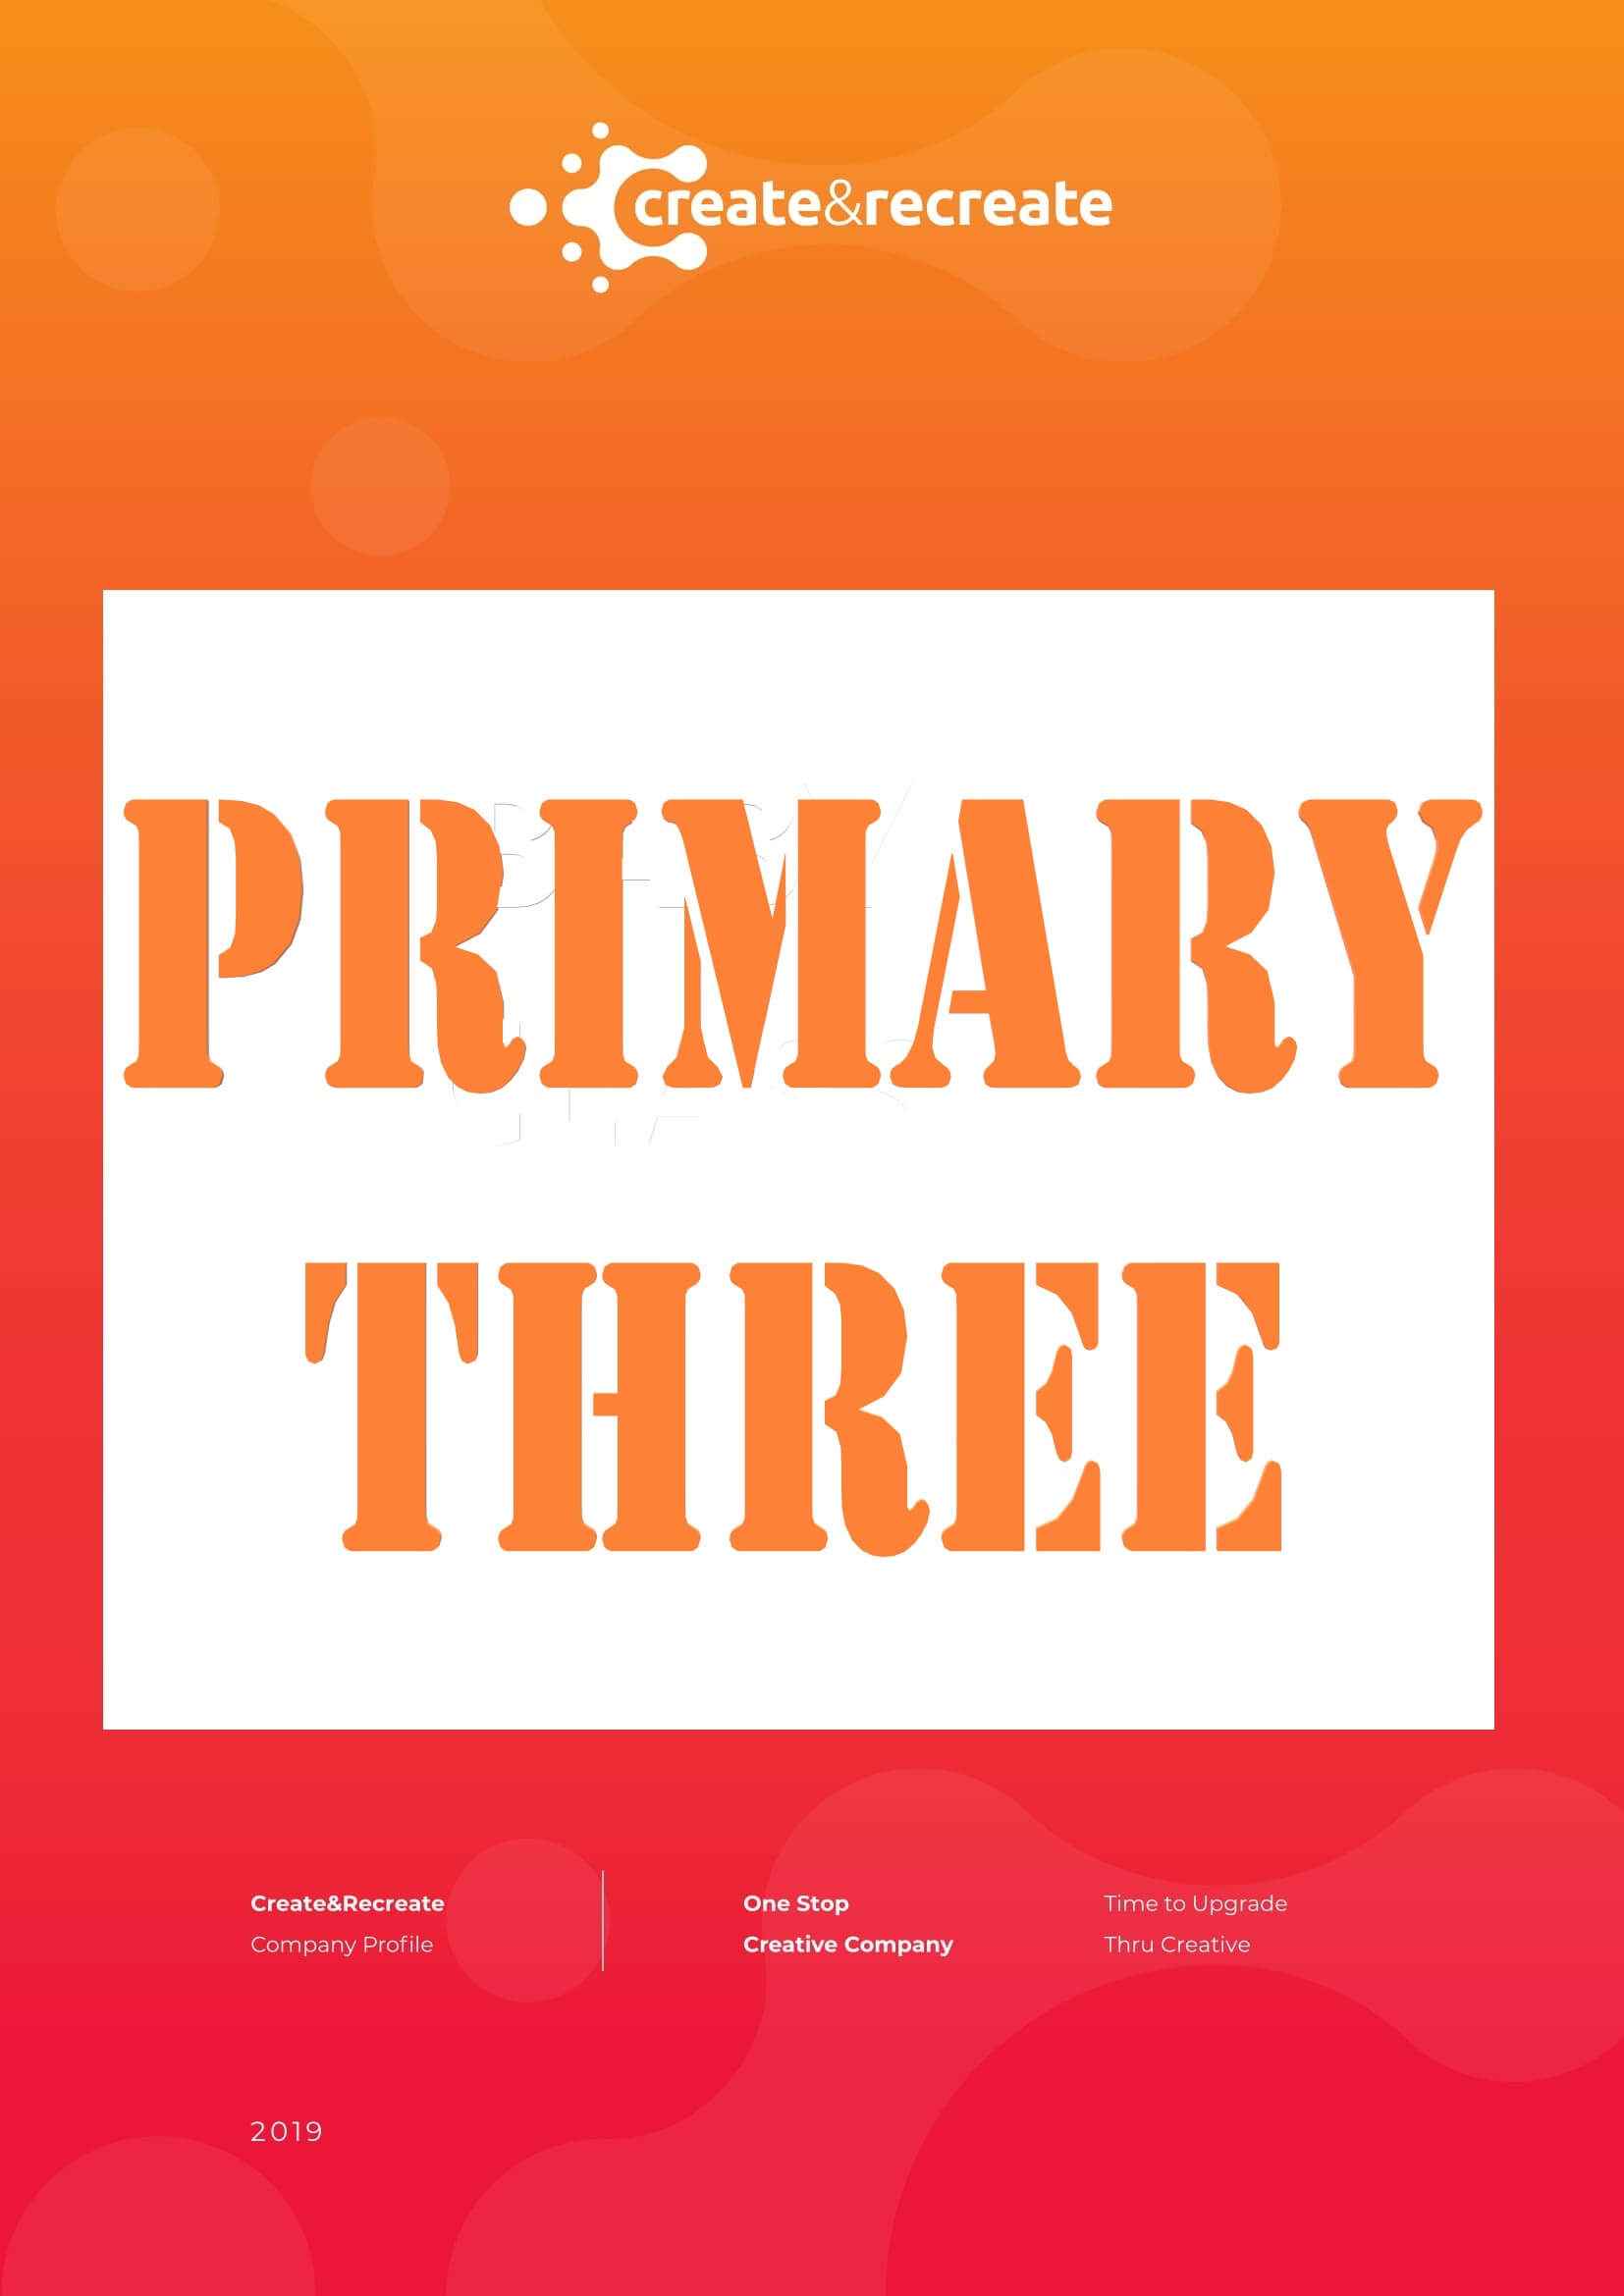 create&recreate
PRIMARY
THREE
Create&Recreate
Company Profile
One Stop
Creative Company
Time to Upgrade
Thru Creative
2019